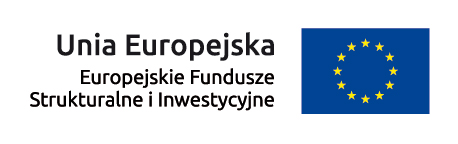 Unia Europejska
Europejskie Fundusze
Strukturalne i Inwestycyjne